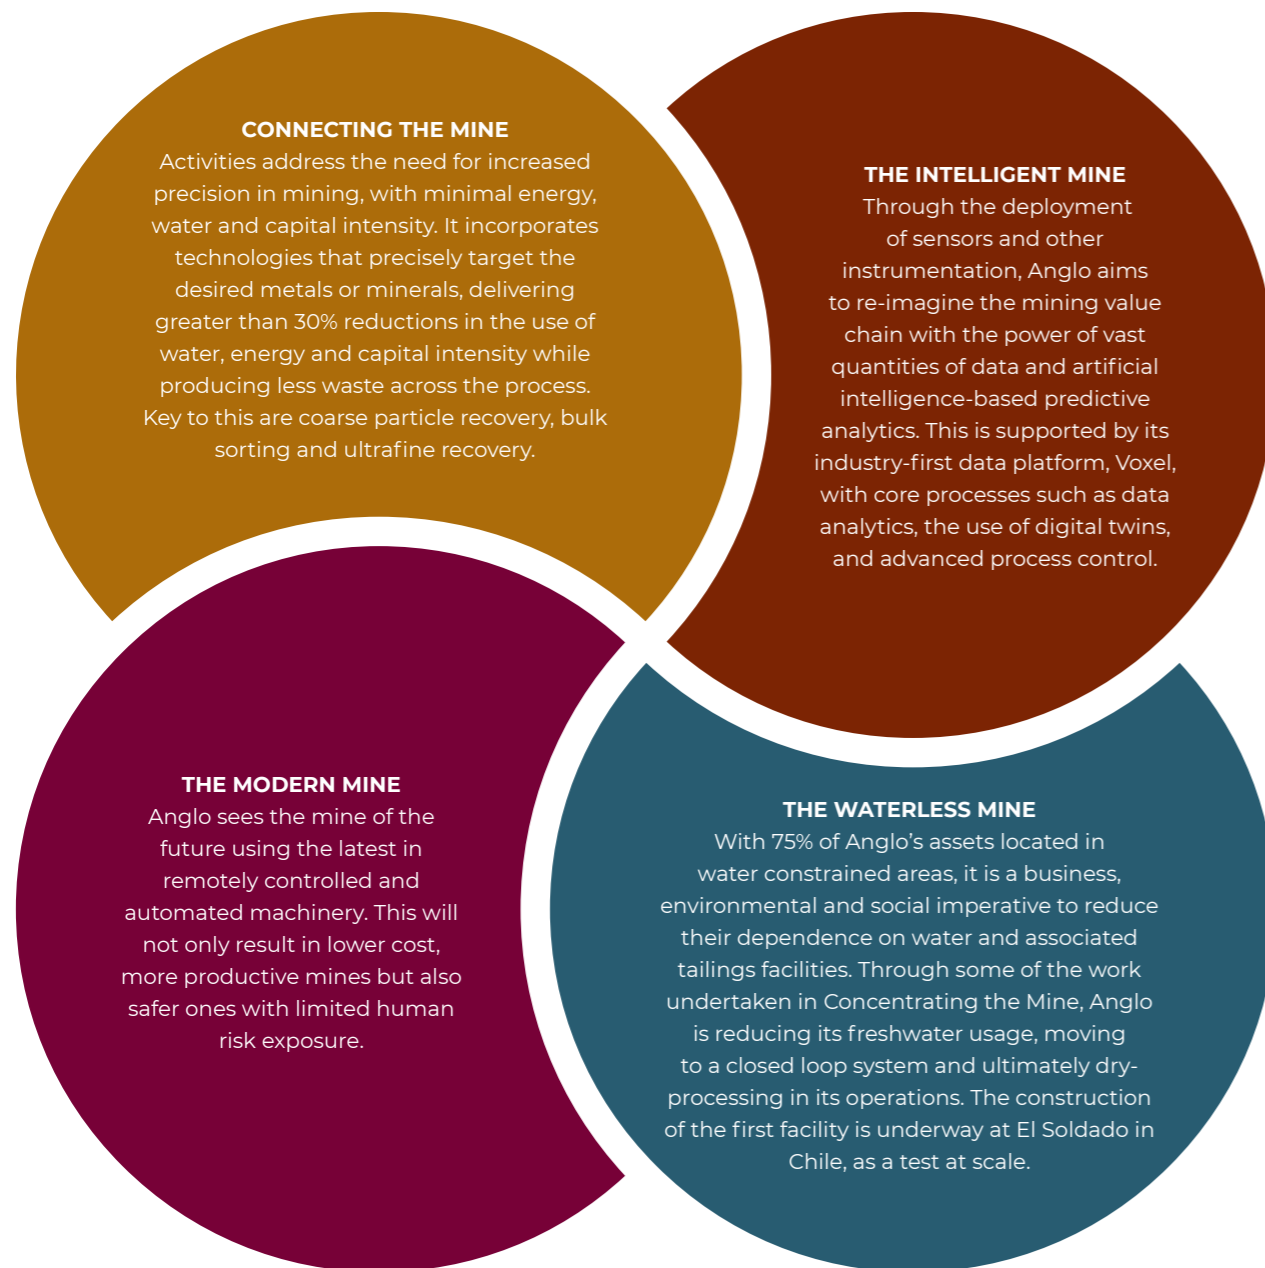 CONNECTING THE MINE
Activities address the need for increased
precision in mining, with minimal energy,
water and capital intensity. It incorporates
technologies that precisely target the
desired metals or minerals, delivering
greater than 30% reductions in the use of
water, energy and capital intensity while
producing less waste across the process.
Key to this are coarse particle recovery, bulk
sorting and ultrafine recovery.
THE INTELLIGENT MINE
Through the deployment
of sensors and other
instrumentation, Anglo aims
to re-imagine the mining value
chain with the power of vast
quantities of data and artificial
intelligence-based predictive
analytics. This is supported by its
industry-first data platform, Voxel,
with core processes such as data
analytics, the use of digital twins,
and advanced process control.
THE MODERN MINE
Anglo sees the mine of the
future using the latest in
remotely controlled and
automated machinery. This will
not only result in lower cost,
more productive mines but also
safer ones with limited human
risk exposure.
THE WATERLESS MINE
With 75% of Anglo’s assets located in
water constrained areas, it is a business,
environmental and social imperative to reduce
their dependence on water and associated
tailings facilities. Through some of the work
undertaken in Concentrating the Mine, Anglo
is reducing its freshwater usage, moving
to a closed loop system and ultimately dry-
processing in its operations. The construction
of the first facility is underway at El Soldado in
Chile, as a test at scale.